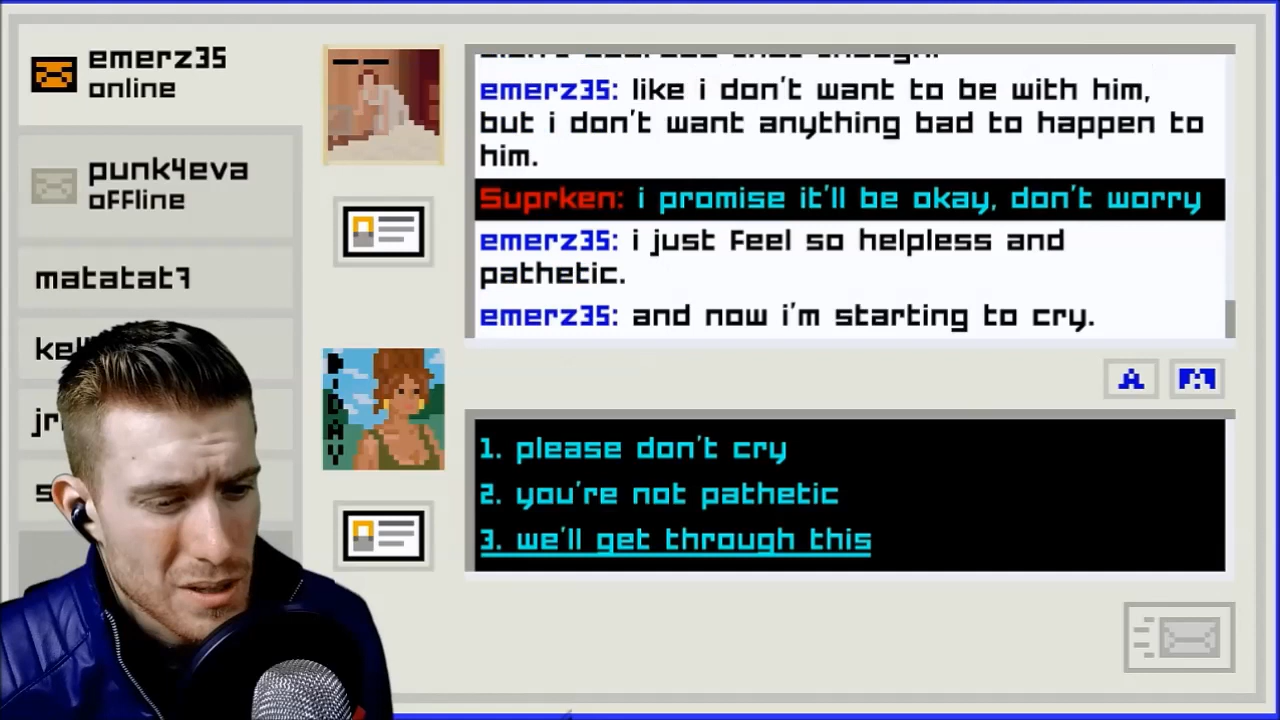 emerz35
online
punk4eva
offline
matatat7
emerz35: like i don't want to be with him,
but i don't want anything bad to happen to
him.
Suprken: i promise it'll be okay, don't worry
emerz35: i just feel so helpless and
pathetic.
emerz35: and now i'm starting to cry.
A
1. please don't cry
2. you're not pathetic
3. we'll get through this